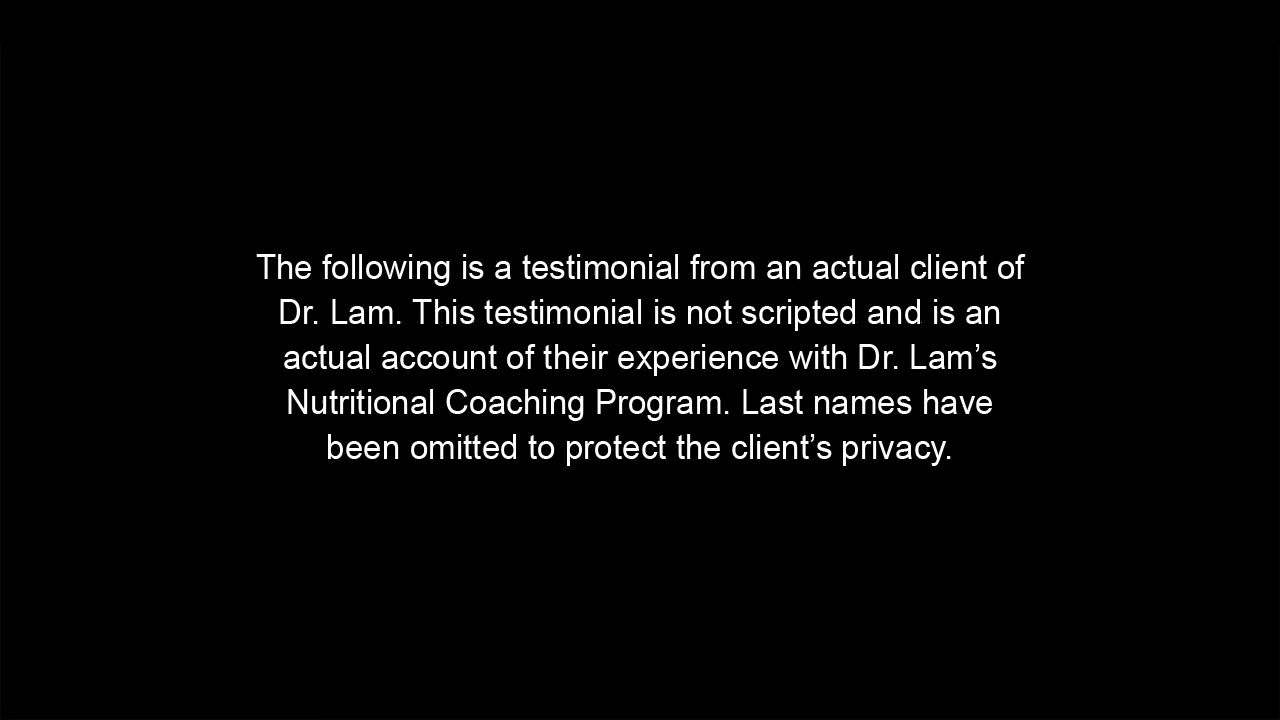 The following is a testimonial from an actual client of
Dr. Lam. This testimonial is not scripted and is an
actual account of their experience with Dr. Lam’s
Nutritional Coaching Program. Last names have
been omitted to protect the client’s privacy.